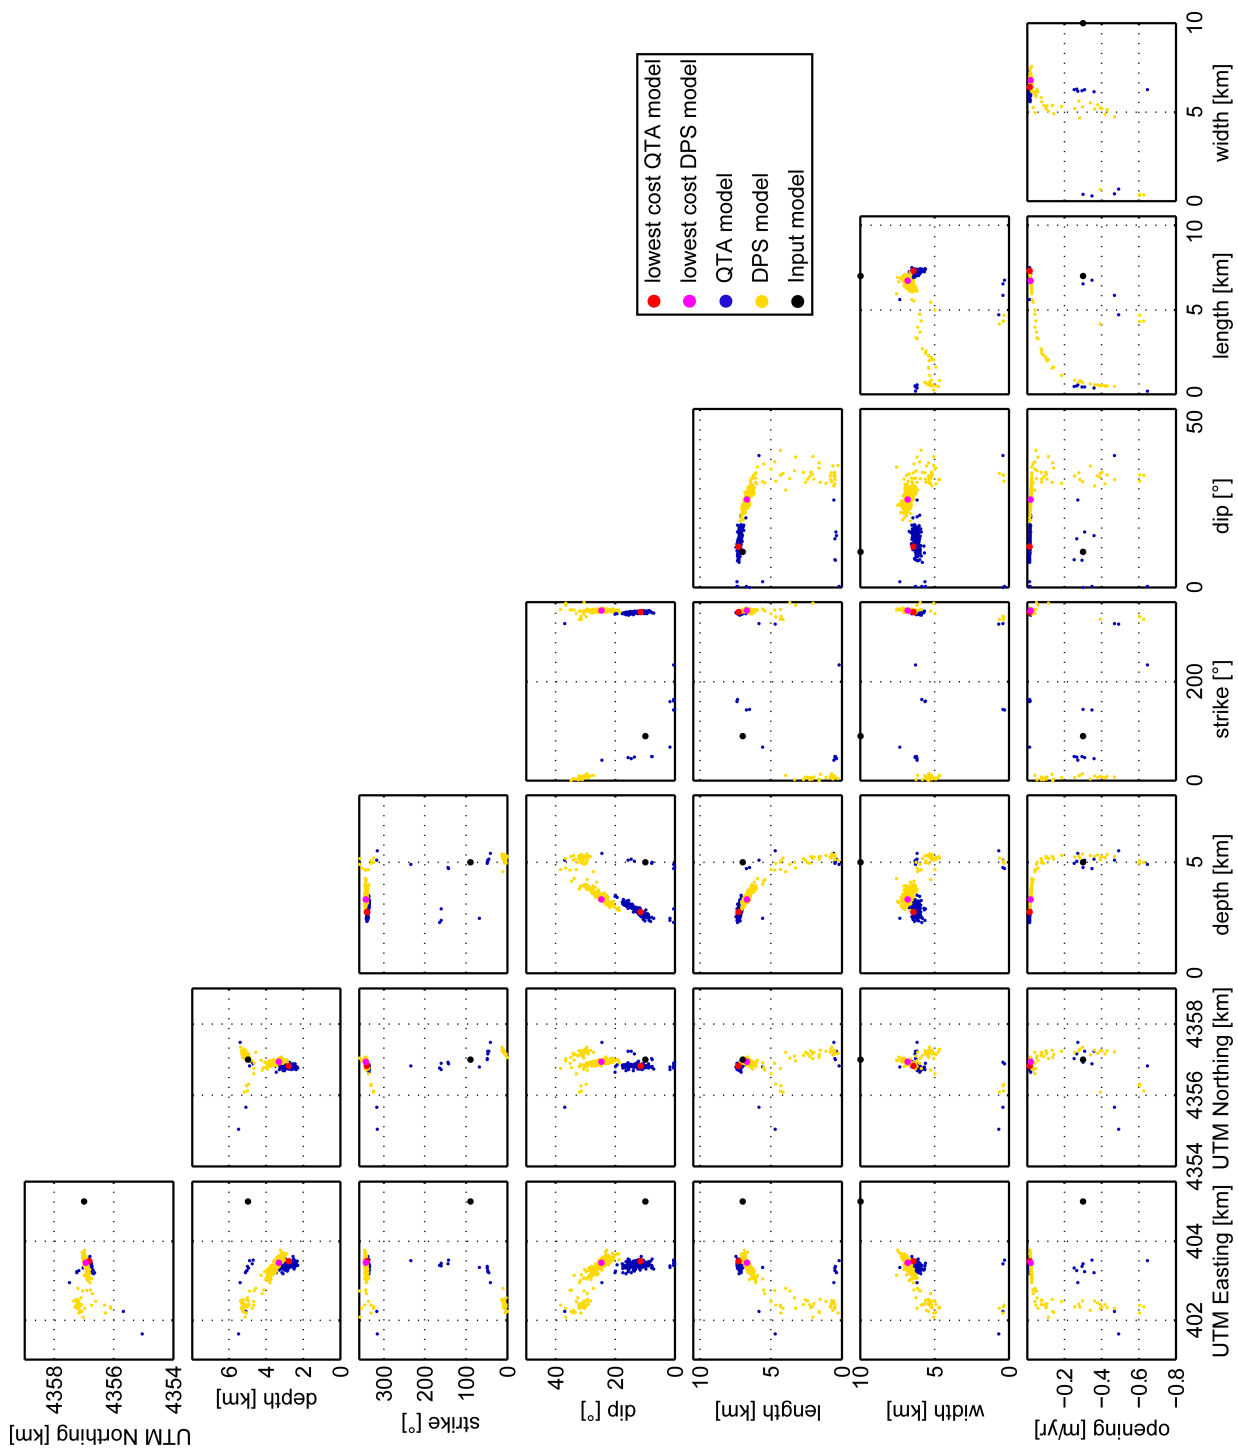 4358
4356
4354
UTM Northing [km]
6
4
2
0
depth [km]
300
200
100
0
strike [°]
40
20
0
dip [°]
10
5
0
length [km]
10
5
0
width [km]
−0.2
−0.4
−0.6
−0.8
opening [m/yr]
402
404
UTM Easting [km]
4354
4356
4358
UTM Northing [km]
0
5
depth [km]
0
200
strike [°]
0
50
dip [°]
0
5
10
length [km]
0
5
10
width [km]
lowest cost QTA model
lowest cost DPS model
QTA model
DPS model
Input model